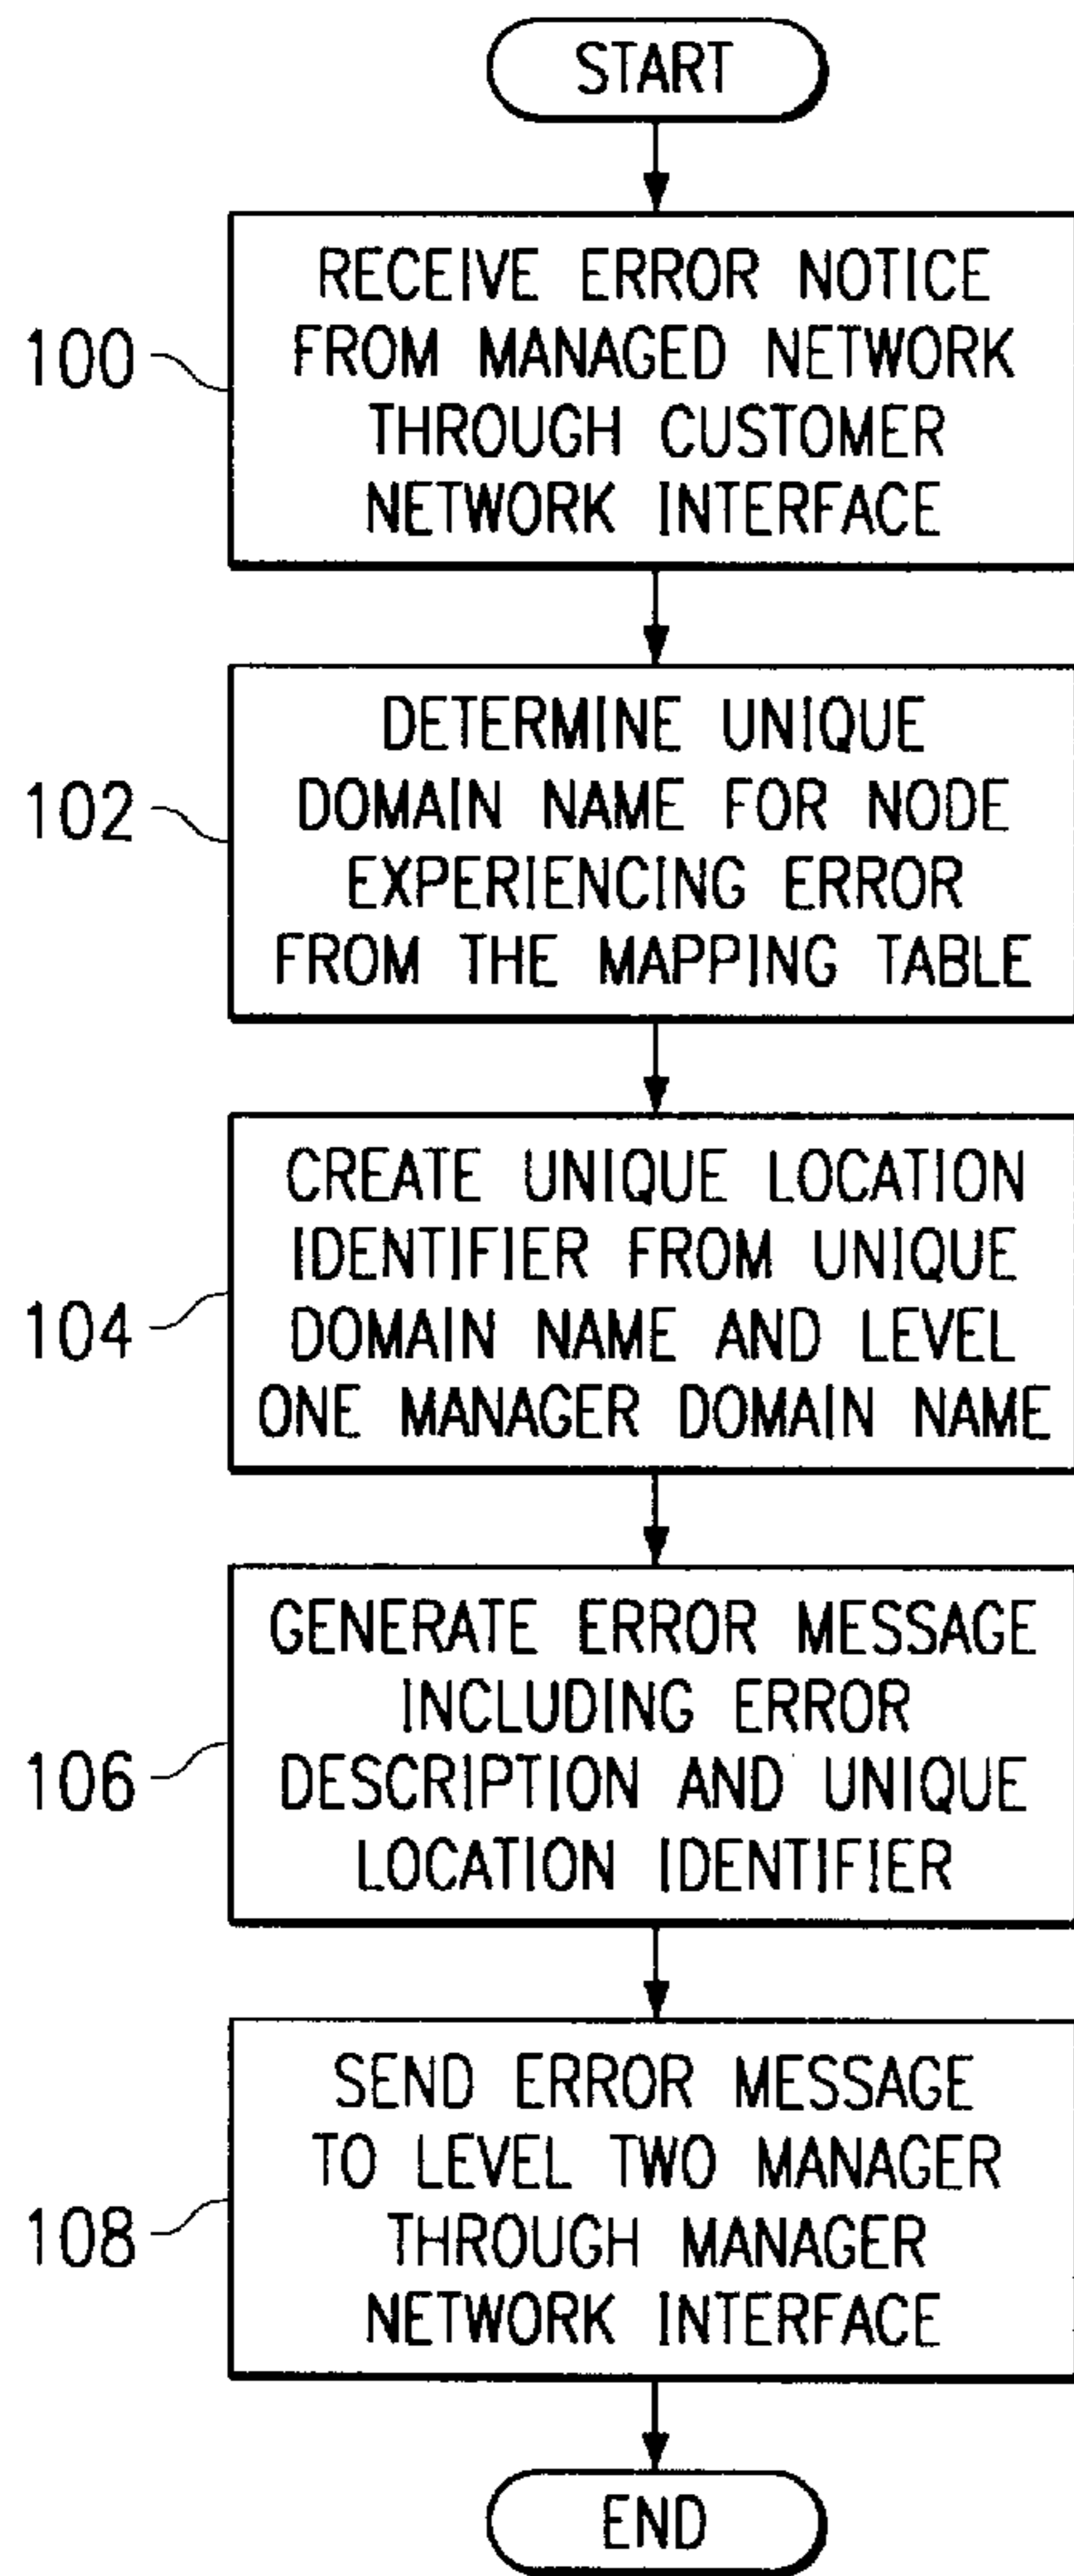 START
100
RECEIVE ERROR NOTICE
FROM MANAGED NETWORK
THROUGH CUSTOMER
NETWORK INTERFACE
102
DETERMINE UNIQUE
DOMAIN NAME FOR NODE
EXPERIENCING ERROR
FROM THE MAPPING TABLE
104
CREATE UNIQUE LOCATION
IDENTIFIER FROM UNIQUE
DOMAIN NAME AND LEVEL
ONE MANAGER DOMAIN NAME
106
GENERATE ERROR MESSAGE
INCLUDING ERROR
DESCRIPTION AND UNIQUE
LOCATION IDENTIFIER
108
SEND ERROR MESSAGE
TO LEVEL TWO MANAGER
THROUGH MANAGER
NETWORK INTERFACE
END